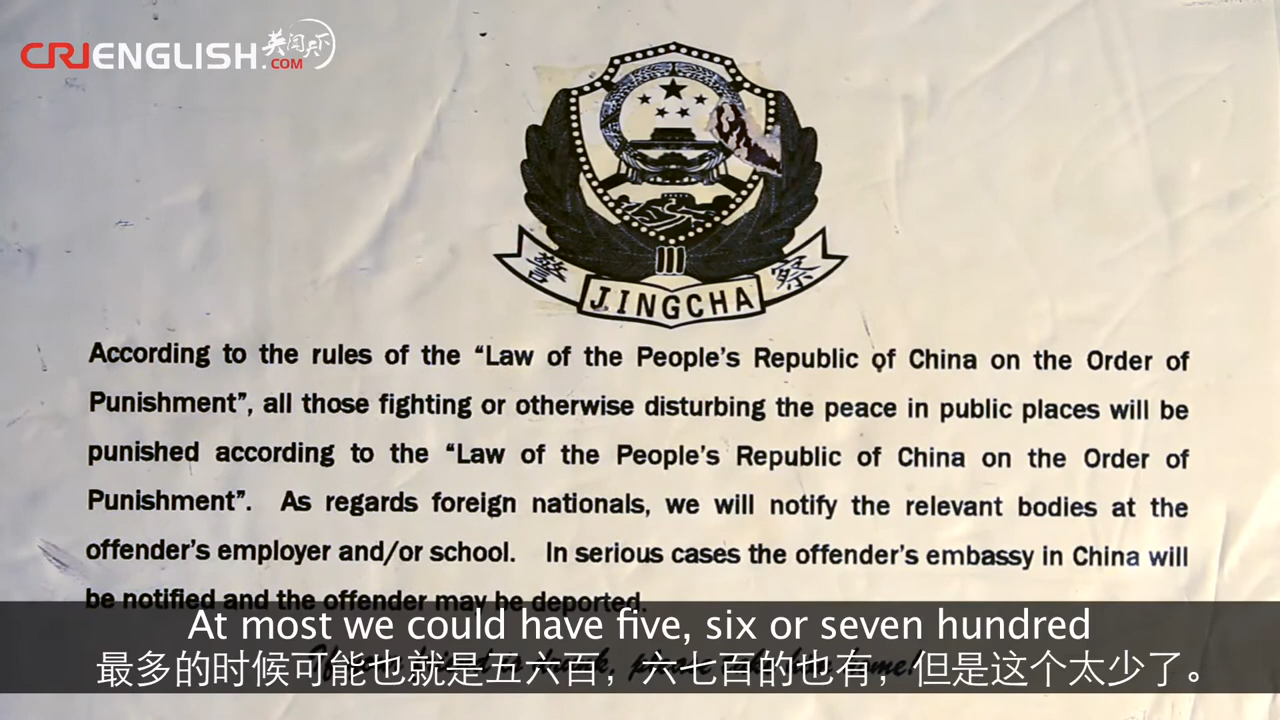 CRIENGLISH.COM 英闻天下
警 JINGCHA 察
According to the rules of the “Law of the People’s Republic of China on the Order of
Punishment”, all those fighting or otherwise disturbing the peace in public places will be
punished according to the “Law of the People’s Republic of China on the Order of
Punishment”. As regards foreign nationals, we will notify the relevant bodies at the
offender’s employer and/or school. In serious cases the offender’s embassy in China will
be notified and the offender may be deported.
At most we could have five, six or seven hundred
最多的时候可能也就是五六百，六七百的也有，但是这个太少了。